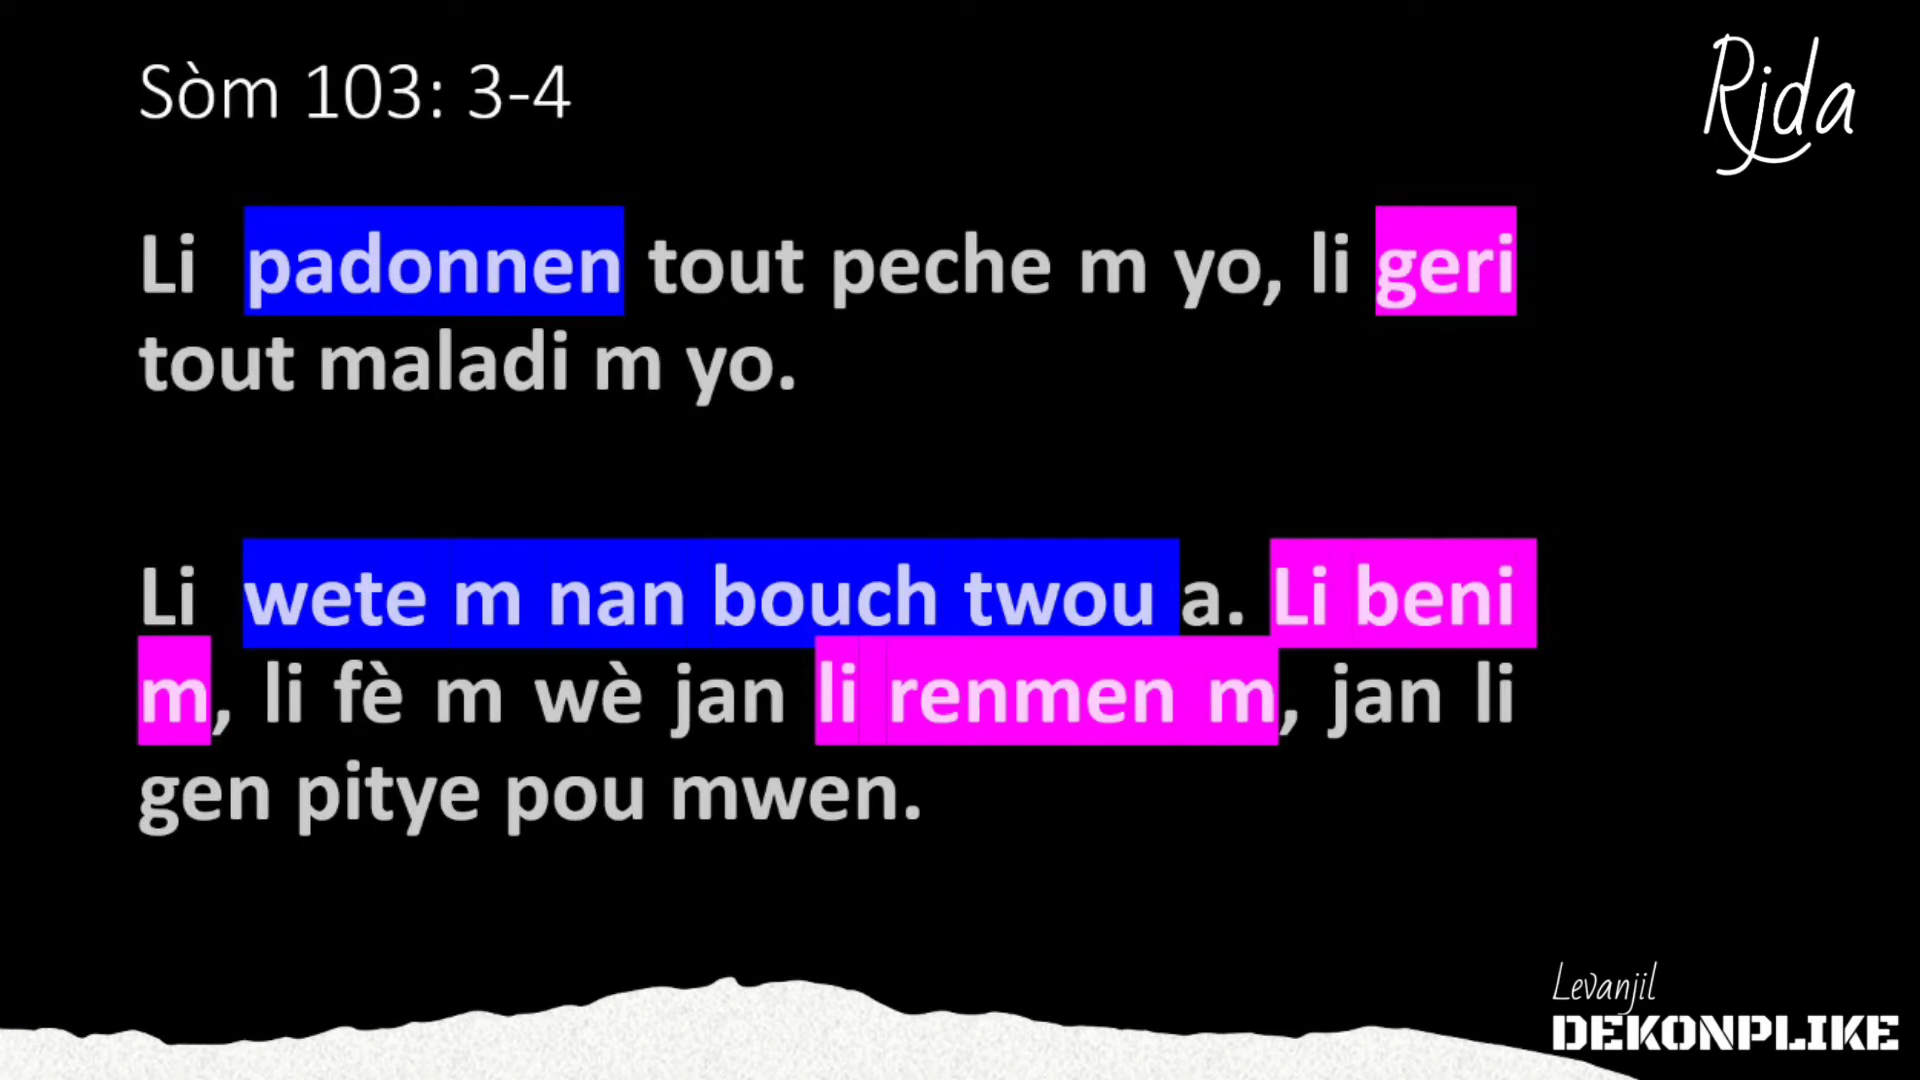 Sòm 103: 3-4
Rjda
Li padonnen tout peche m yo, li geri
tout maladi m yo.
Li wete m nan bouch twou a. Li beni
m, li fè m wè jan li renmen m, jan li
gen pitye pou mwen.
Levanjil
DEKONPLIKE